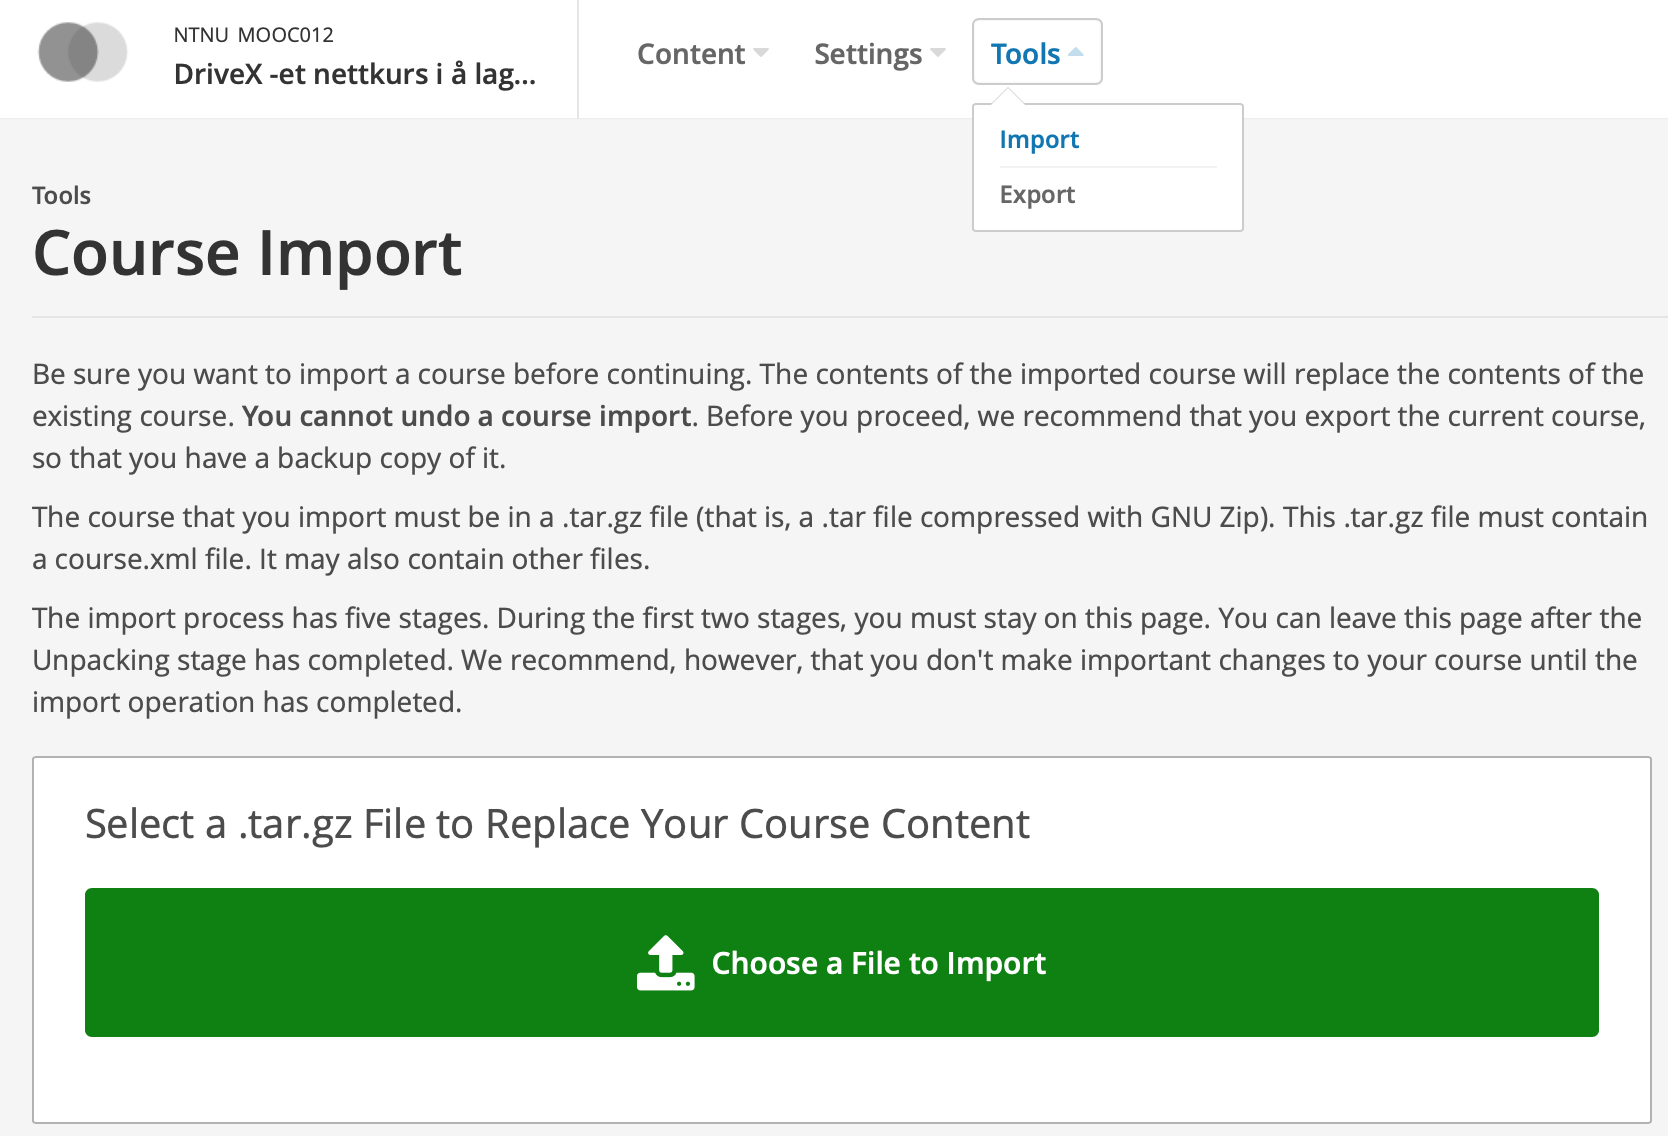 NTNU MOOC012
DriveX -et nettkurs i å lag...
Content
Settings
Tools
Import
Export
Tools
Course Import
Be sure you want to import a course before continuing. The contents of the imported course will replace the contents of the
existing course. You cannot undo a course import. Before you proceed, we recommend that you export the current course,
so that you have a backup copy of it.
The course that you import must be in a .tar.gz file (that is, a .tar file compressed with GNU Zip). This .tar.gz file must contain
a course.xml file. It may also contain other files.
The import process has five stages. During the first two stages, you must stay on this page. You can leave this page after the
Unpacking stage has completed. We recommend, however, that you don't make important changes to your course until the
import operation has completed.
Select a .tar.gz File to Replace Your Course Content
Choose a File to Import